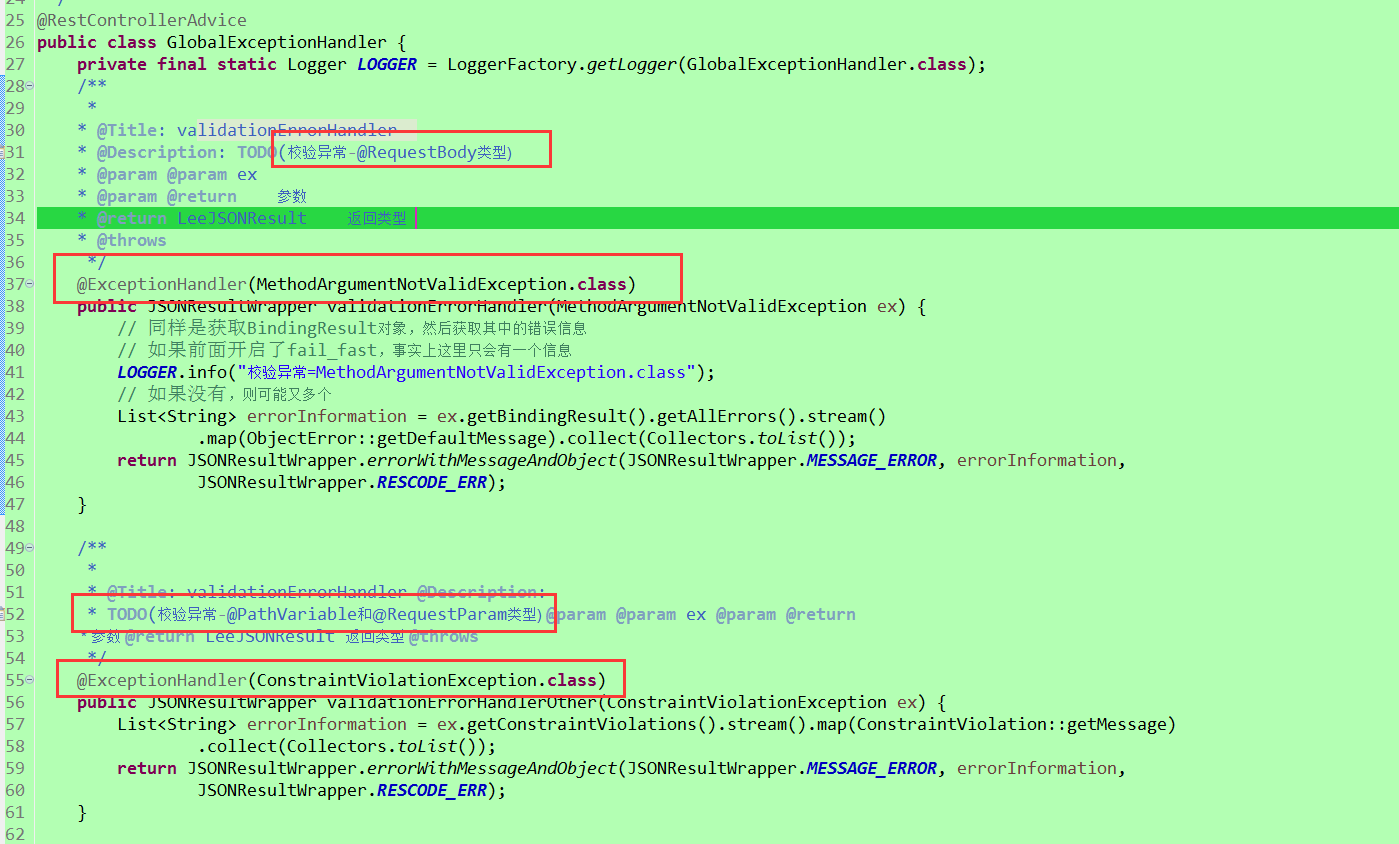 24 */
25 @RestControllerAdvice
26 public class GlobalExceptionHandler {
27 private final static Logger LOGGER = LoggerFactory.getLogger(GlobalExceptionHandler.class);
28 /**
29 *
30 * @Title: validationErrorHandler
31 * @Description: TODO(校验异常-@RequestBody类型)
32 * @param @param ex
33 * @param @return 参数
34 * @return LeeJSONResult 返回类型
35 * @throws
36 */
37 @ExceptionHandler(MethodArgumentNotValidException.class)
38 public JSONResultWrapper validationErrorHandler(MethodArgumentNotValidException ex) {
39 // 同样是获取BindingResult对象，然后获取其中的错误信息
40 // 如果前面开启了fail_fast，事实上这里只会有一个信息
41 LOGGER.info("校验异常=MethodArgumentNotValidException.class");
42 // 如果没有，则可能又多个
43 List<String> errorInformation = ex.getBindingResult().getAllErrors().stream()
44 .map(ObjectError::getDefaultMessage).collect(Collectors.toList());
45 return JSONResultWrapper.errorWithMessageAndObject(JSONResultWrapper.MESSAGE_ERROR, errorInformation,
46 JSONResultWrapper.RESCODE_ERR);
47 }
48
49 /**
50 *
51 * @Title: validationErrorHandler @Description:
52 * TODO(校验异常-@PathVariable和@RequestParam类型)@param @param ex @param @return
53 * 参数 @return LeeJSONResult 返回类型 @throws
54 */
55 @ExceptionHandler(ConstraintViolationException.class)
56 public JSONResultWrapper validationErrorHandlerOther(ConstraintViolationException ex) {
57 List<String> errorInformation = ex.getConstraintViolations().stream().map(ConstraintViolation::getMessage)
58 .collect(Collectors.toList());
59 return JSONResultWrapper.errorWithMessageAndObject(JSONResultWrapper.MESSAGE_ERROR, errorInformation,
60 JSONResultWrapper.RESCODE_ERR);
61 }
62